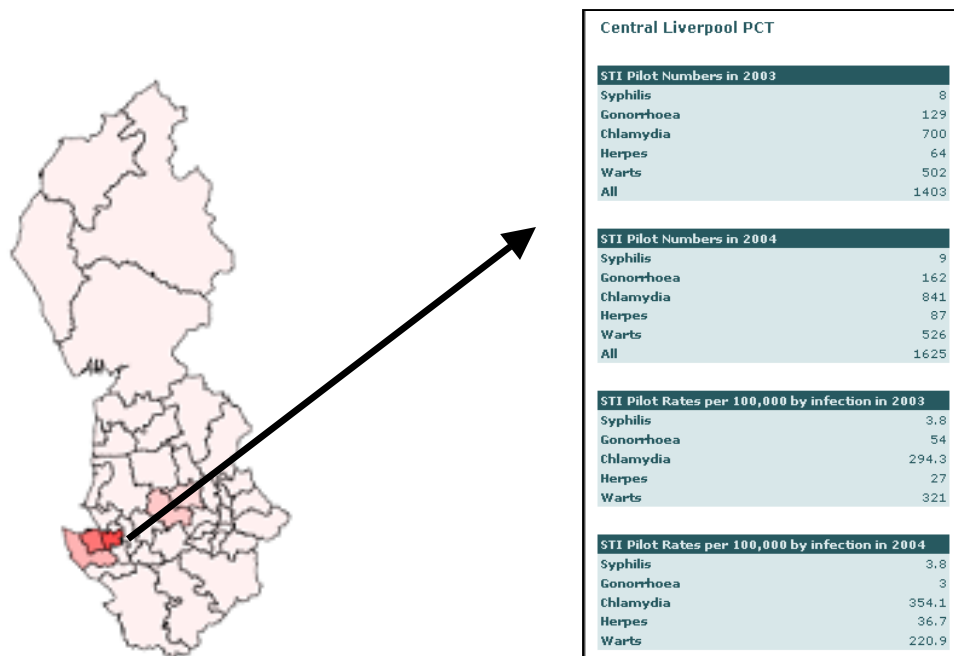 Central Liverpool PCT
STI Pilot Numbers in 2003
Syphilis 8
Gonorrhoea 129
Chlamydia 700
Herpes 64
Warts 502
All 1403
STI Pilot Numbers in 2004
Syphilis 9
Gonorrhoea 162
Chlamydia 841
Herpes 87
Warts 526
All 1625
STI Pilot Rates per 100,000 by infection in 2003
Syphilis 3.8
Gonorrhoea 54
Chlamydia 294.3
Herpes 27
Warts 321
STI Pilot Rates per 100,000 by infection in 2004
Syphilis 3.8
Gonorrhoea 3
Chlamydia 354.1
Herpes 36.7
Warts 220.9